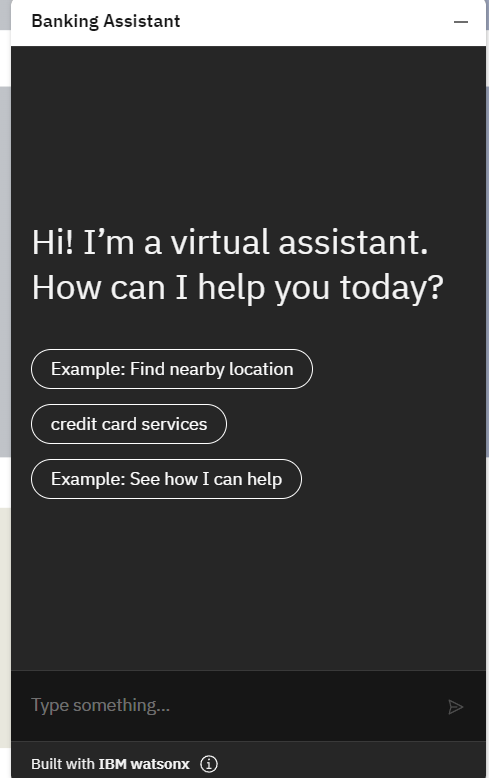 Banking Assistant
Hi! I’m a virtual assistant.
How can I help you today?
Example: Find nearby location
credit card services
Example: See how I can help
Type something...
Built with IBM watsonx